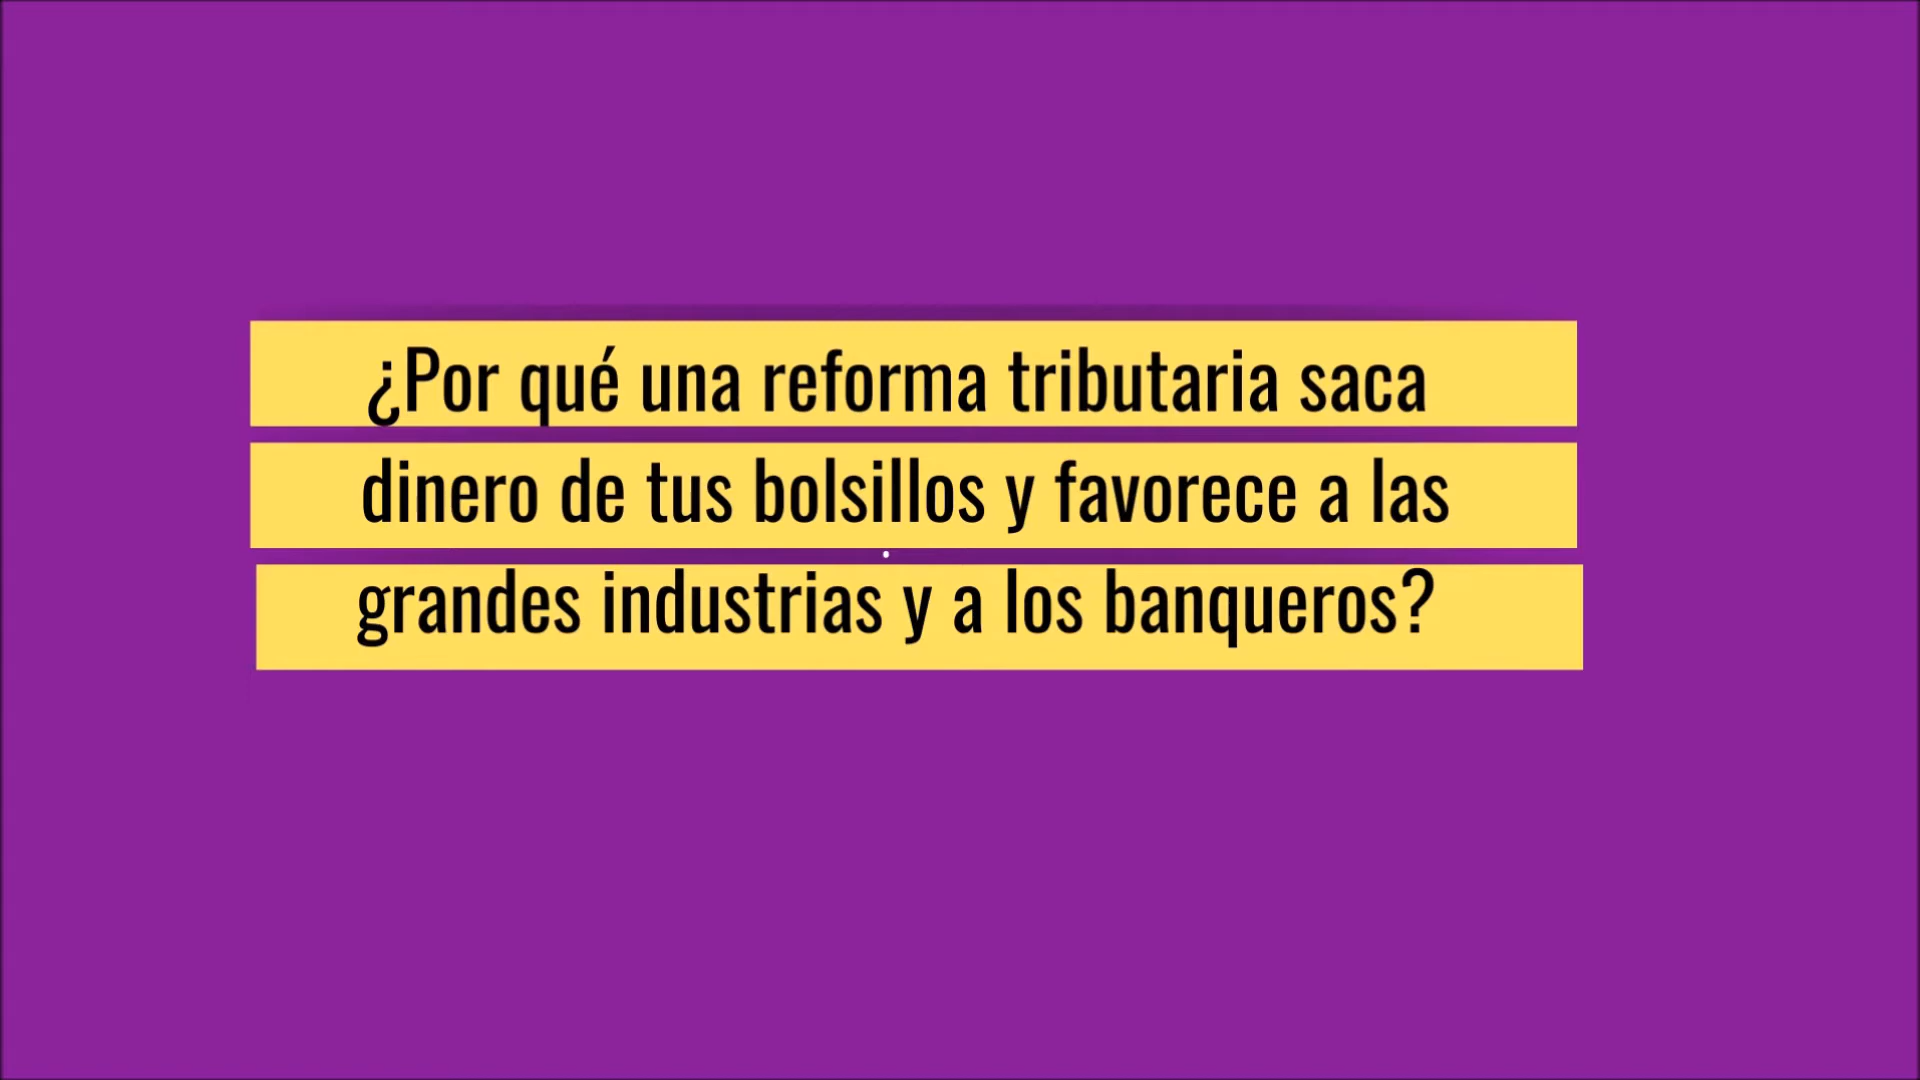 ¿Por qué una reforma tributaria saca
dinero de tus bolsillos y favorece a las
grandes industrias y a los banqueros?